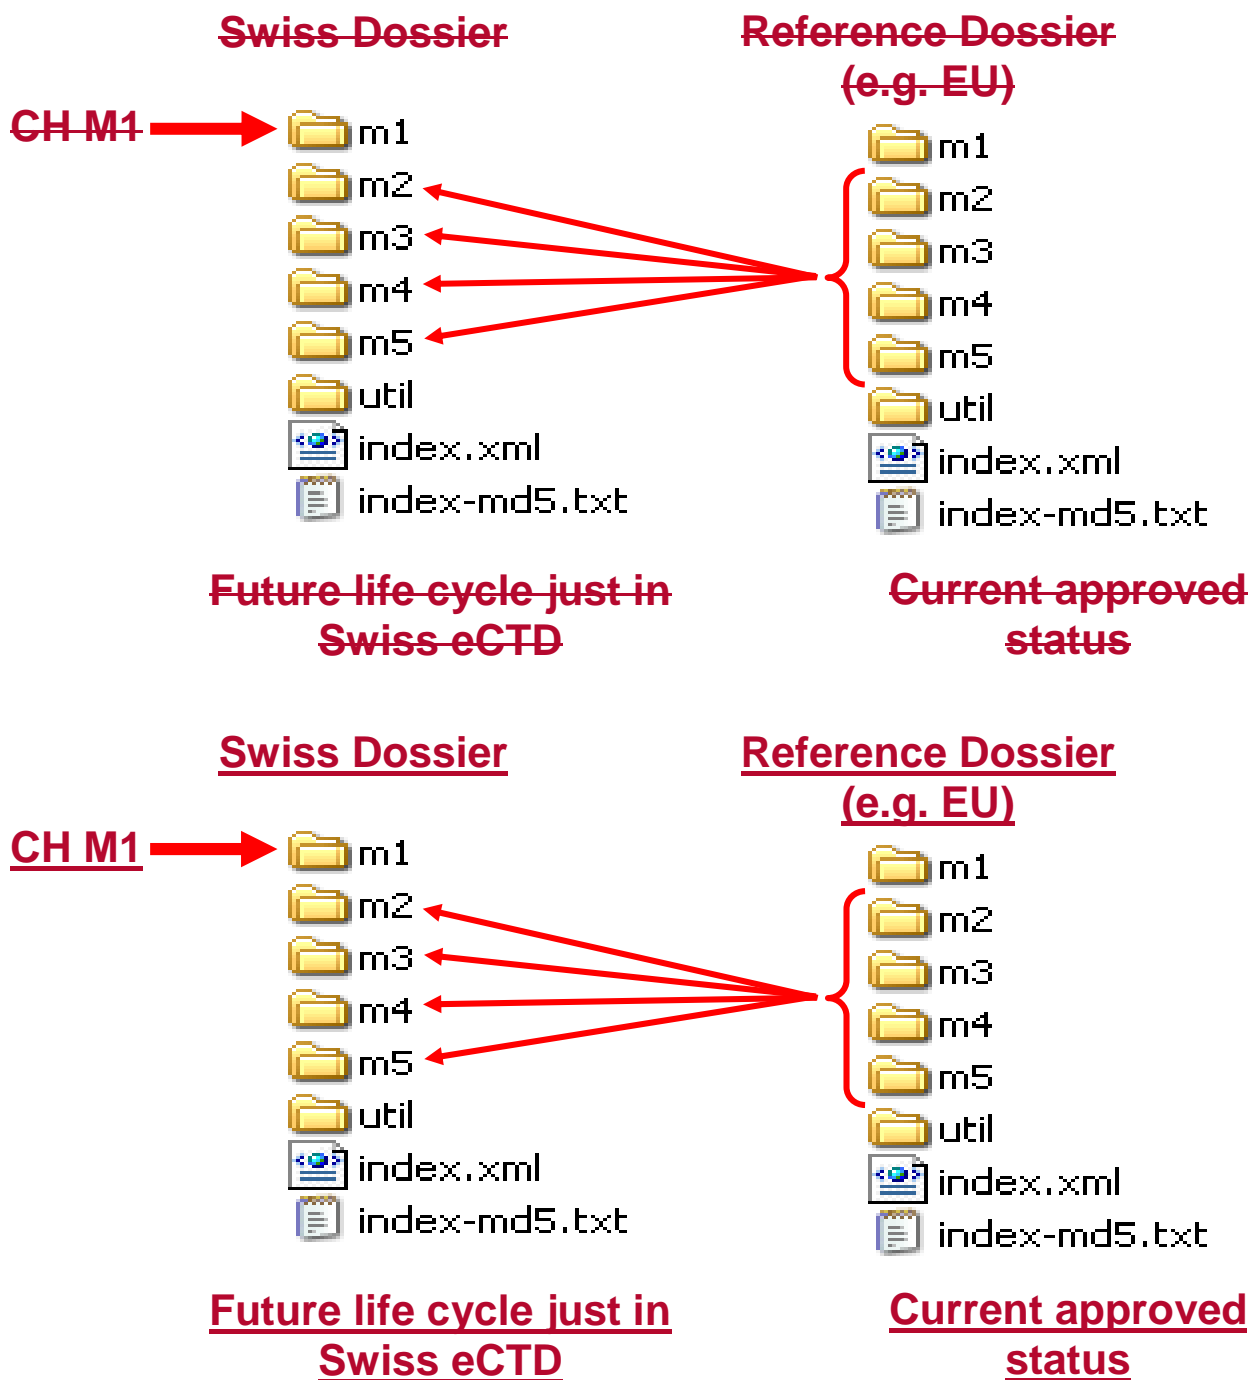 Swiss Dossier
Reference Dossier
(e.g. EU)
CH M1
m1
m2
m3
m4
m5
util
index.xml
index-md5.txt
m1
m2
m3
m4
m5
util
index.xml
index-md5.txt
Future life cycle just in
Swiss eCTD
Current approved
status
Swiss Dossier
Reference Dossier
(e.g. EU)
CH M1
m1
m2
m3
m4
m5
util
index.xml
index-md5.txt
m1
m2
m3
m4
m5
util
index.xml
index-md5.txt
Future life cycle just in
Swiss eCTD
Current approved
status